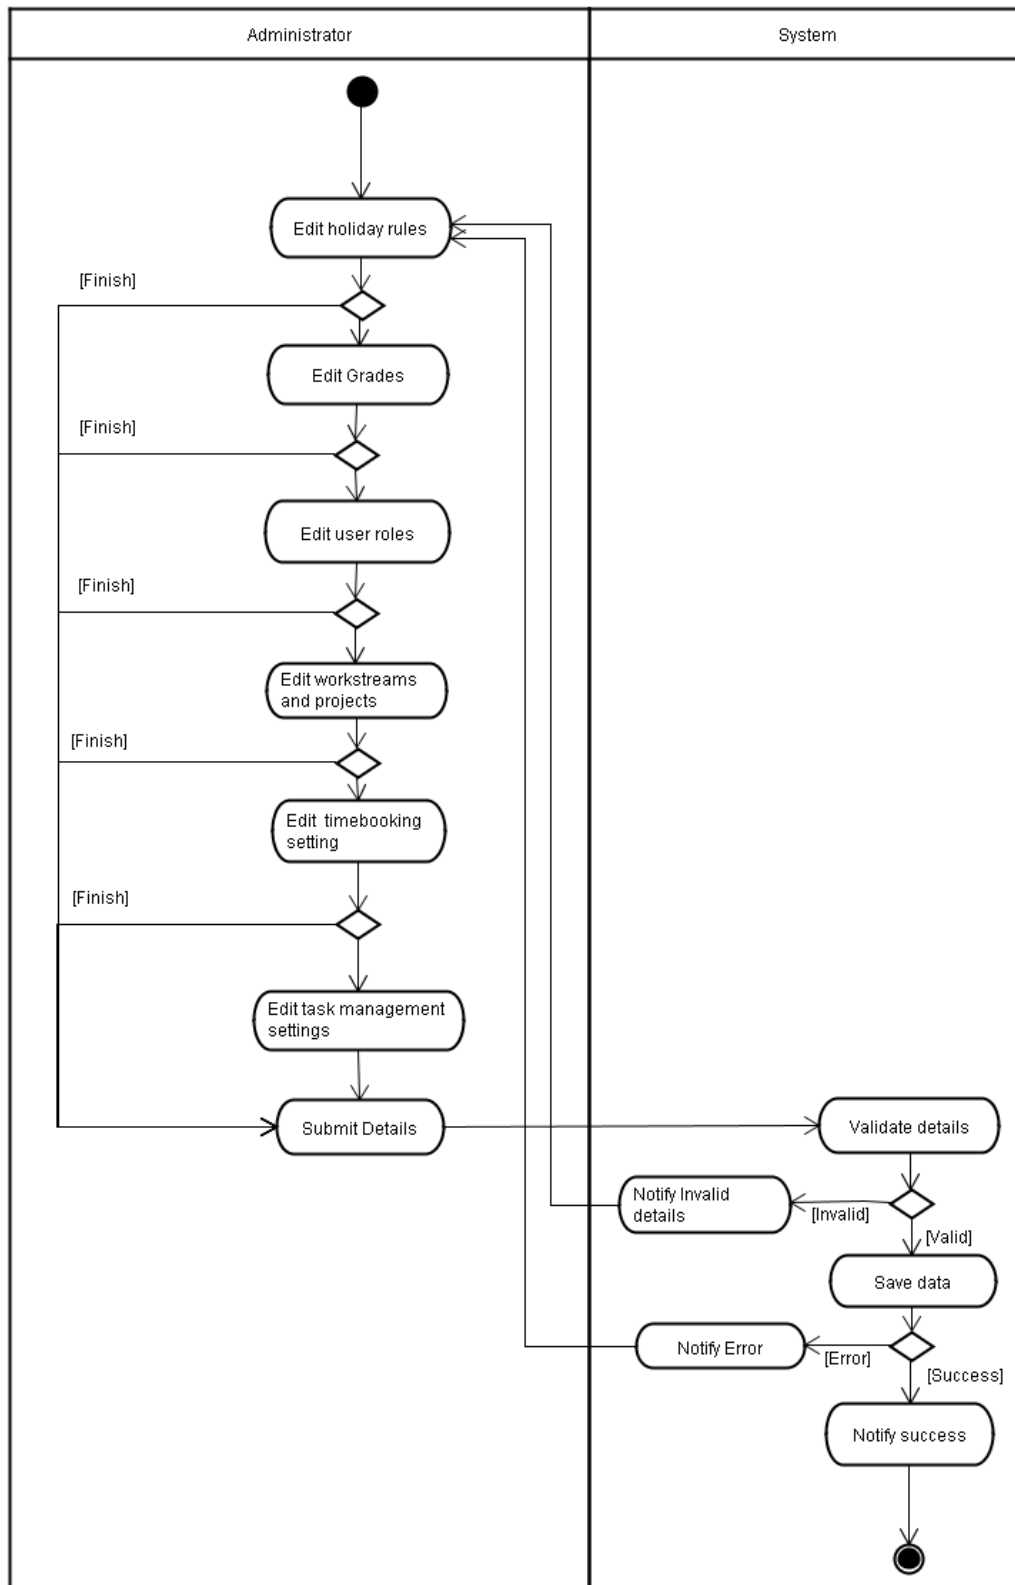 Administrator
System
Edit holiday rules
[Finish]
Edit Grades
[Finish]
Edit user roles
[Finish]
Edit workstreams
and projects
[Finish]
Edit  timebooking
setting
[Finish]
Edit task management
settings
Submit Details
Validate details
Notify Invalid
details
[Invalid]
[Valid]
Save data
Notify Error
[Error]
[Success]
Notify success